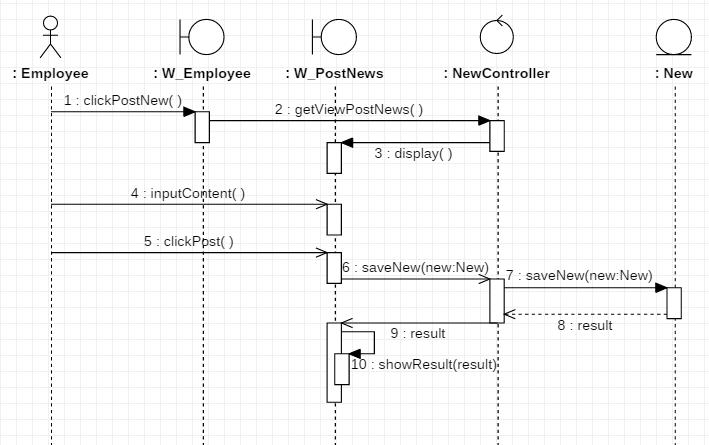 : Employee
: W_Employee
: W_PostNews
: NewController
: New
1 : clickPostNew( )
2 : getViewPostNews( )
3 : display( )
4 : inputContent( )
5 : clickPost( )
6 : saveNew(new:New)
7 : saveNew(new:New)
8 : result
9 : result
10 : showResult(result)